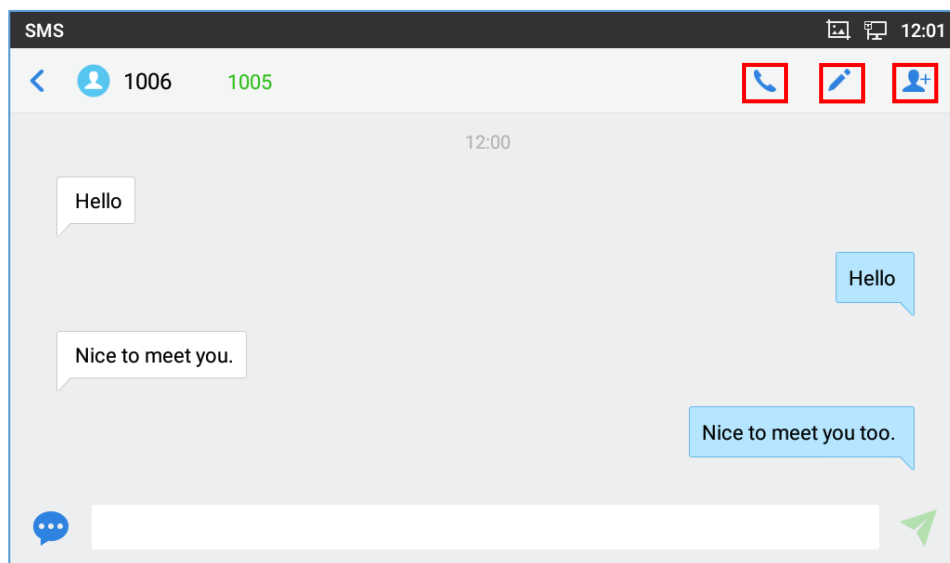 SMS 12:01
1006 1005
12:00
Hello
Hello
Nice to meet you.
Nice to meet you too.